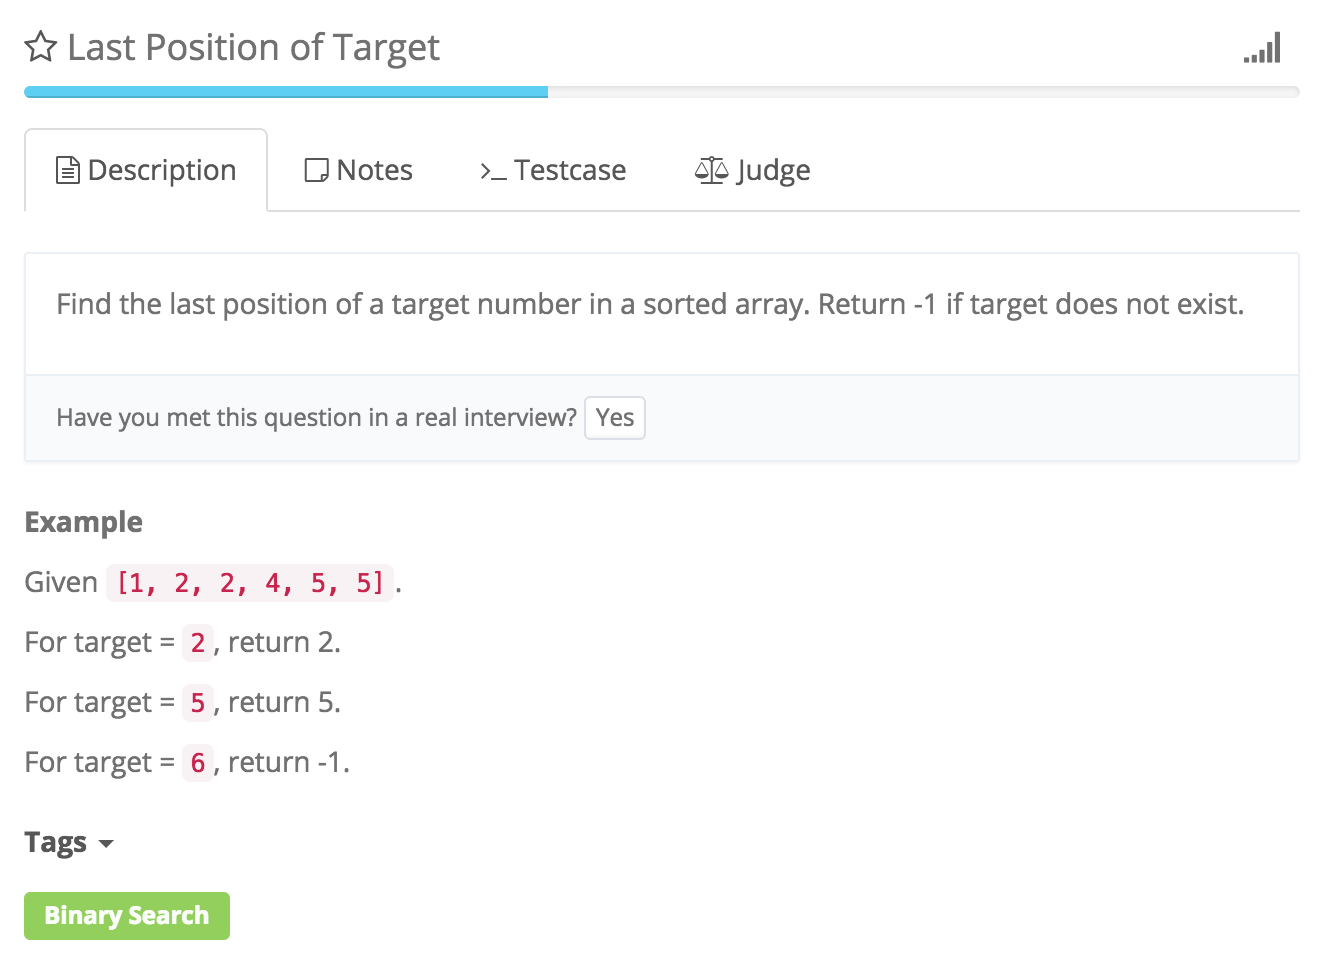 Last Position of Target
Description
Notes
Testcase
Judge
Find the last position of a target number in a sorted array. Return -1 if target does not exist.
Have you met this question in a real interview? Yes
Example
Given [1, 2, 2, 4, 5, 5].
For target = 2, return 2.
For target = 5, return 5.
For target = 6, return -1.
Tags
Binary Search